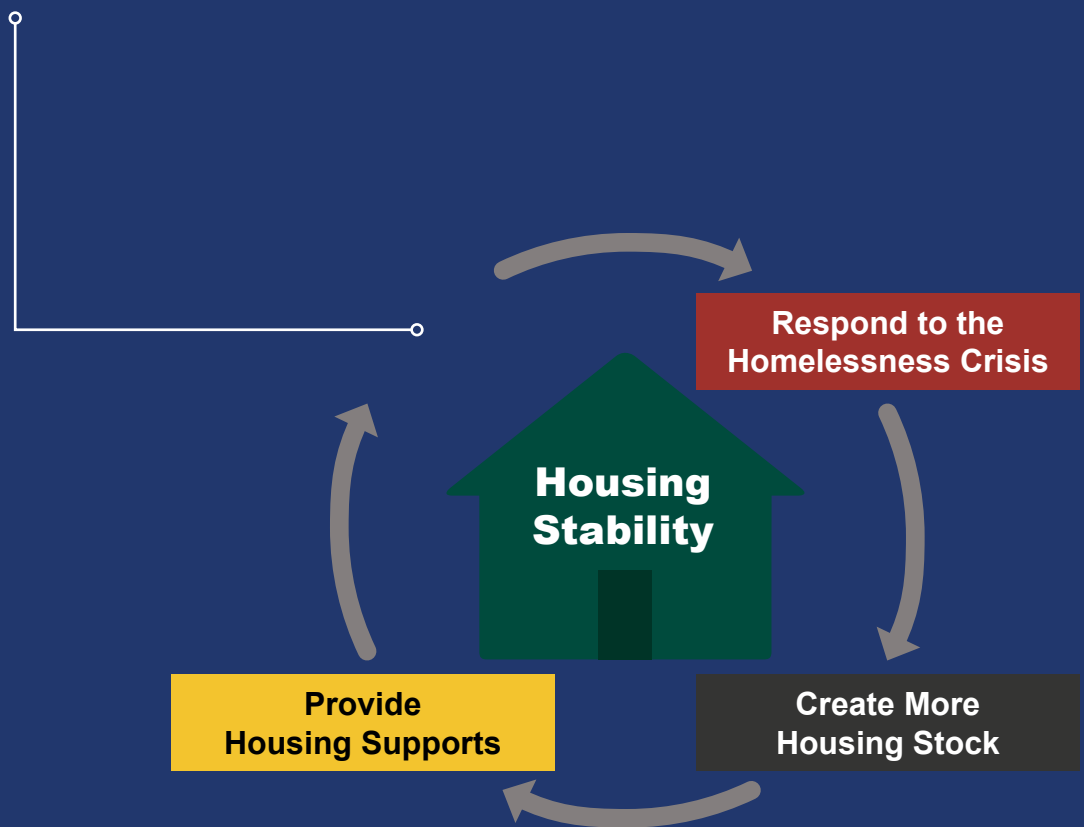 Respond to the
Homelessness Crisis
Housing
Stability
Provide
Housing Supports
Create More
Housing Stock